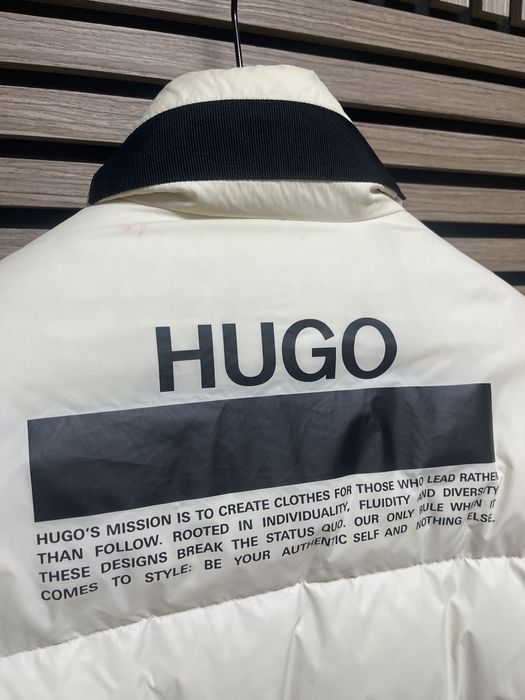 HUGO
HUGO'S MISSION IS TO CREATE CLOTHES FOR THOSE WHO LEAD RATHER
THAN FOLLOW. ROOTED IN INDIVIDUALITY, FLUIDITY AND DIVERSITY
THESE DESIGNS BREAK THE STATUS QUO. OUR ONLY RULE WHEN IT
COMES TO STYLE: BE YOUR AUTHENTIC SELF AND NOTHING ELSE.